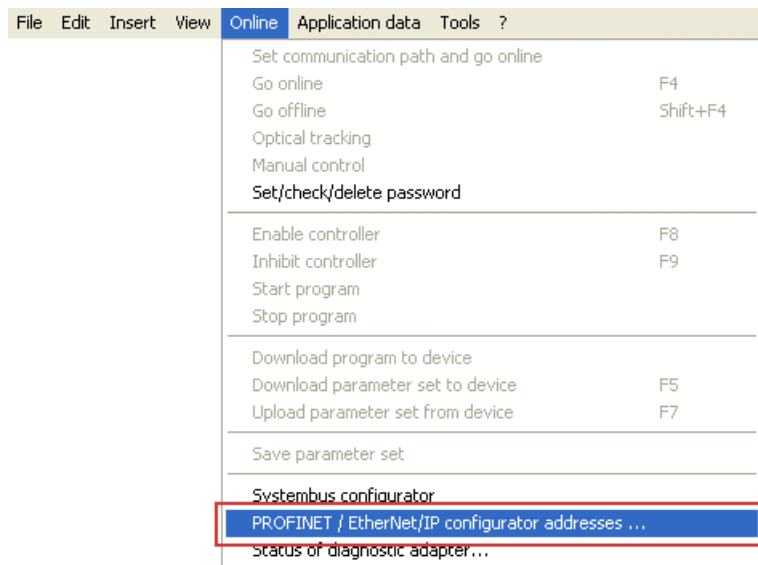 File Edit Insert View Online Application data Tools ?
Set communication path and go online
Go online F4
Go offline Shift+F4
Optical tracking
Manual control
Set/check/delete password
Enable controller F8
Inhibit controller F9
Start program
Stop program
Download program to device
Download parameter set to device F5
Upload parameter set from device F7
Save parameter set
Systembus configurator
PROFINET / EtherNet/IP configurator addresses ...
Status of diagnostic adapter...